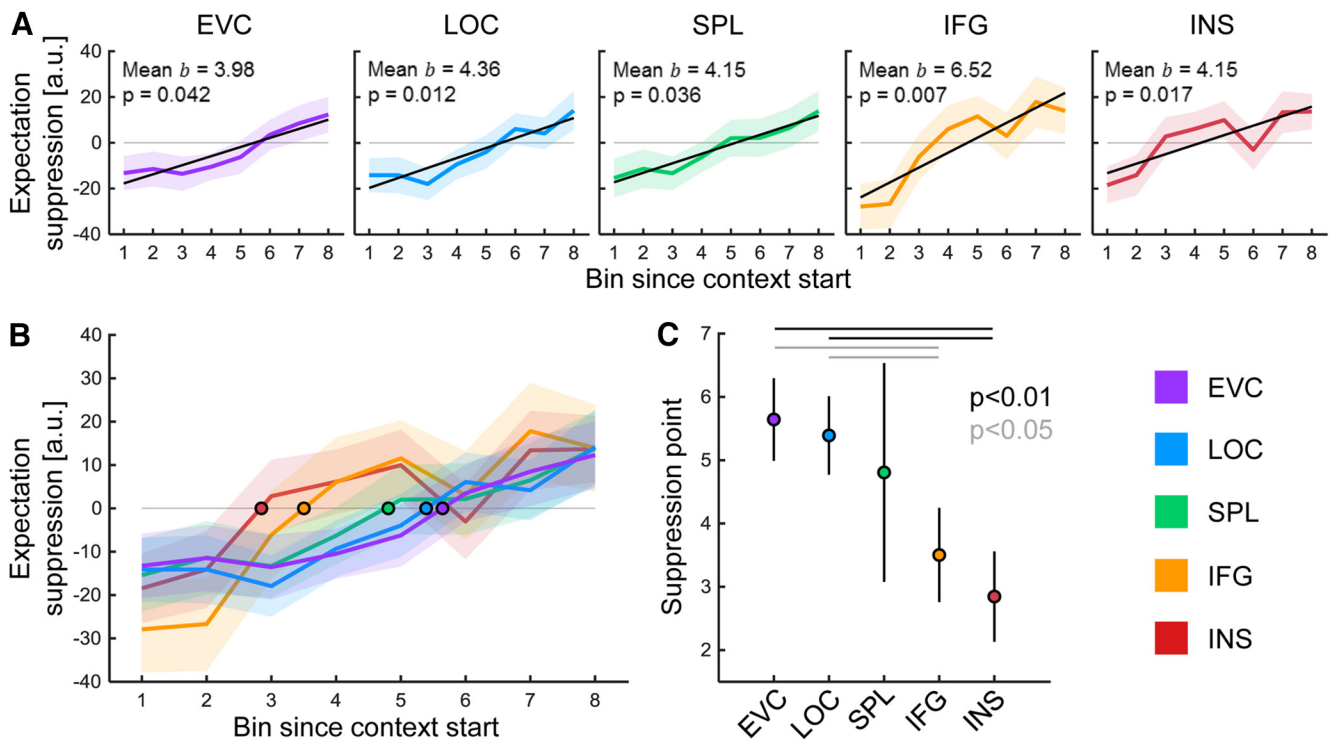 A
EVC
LOC
SPL
IFG
INS
Expectation
suppression [a.u.]
40
20
0
-20
-40
Mean b = 3.98
p = 0.042
Mean b = 4.36
p = 0.012
Mean b = 4.15
p = 0.036
Mean b = 6.52
p = 0.007
Mean b = 4.15
p = 0.017
1 2 3 4 5 6 7 8
1 2 3 4 5 6 7 8
1 2 3 4 5 6 7 8
1 2 3 4 5 6 7 8
1 2 3 4 5 6 7 8
Bin since context start
B
Expectation
suppression [a.u.]
40
30
20
10
0
-10
-20
-30
-40
1 2 3 4 5 6 7 8
Bin since context start
C
Suppression point
7
6
5
4
3
2
p<0.01
p<0.05
EVC
LOC
SPL
IFG
INS
EVC
LOC
SPL
IFG
INS